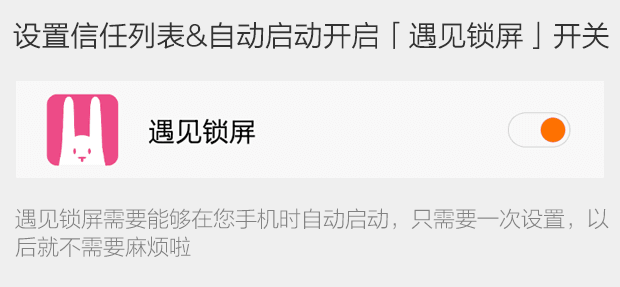 设置信任列表&自动启动开启「遇见锁屏」开关
遇见锁屏
遇见锁屏需要能够在您手机时自动启动，只需要一次设置，以
后就不需要麻烦啦